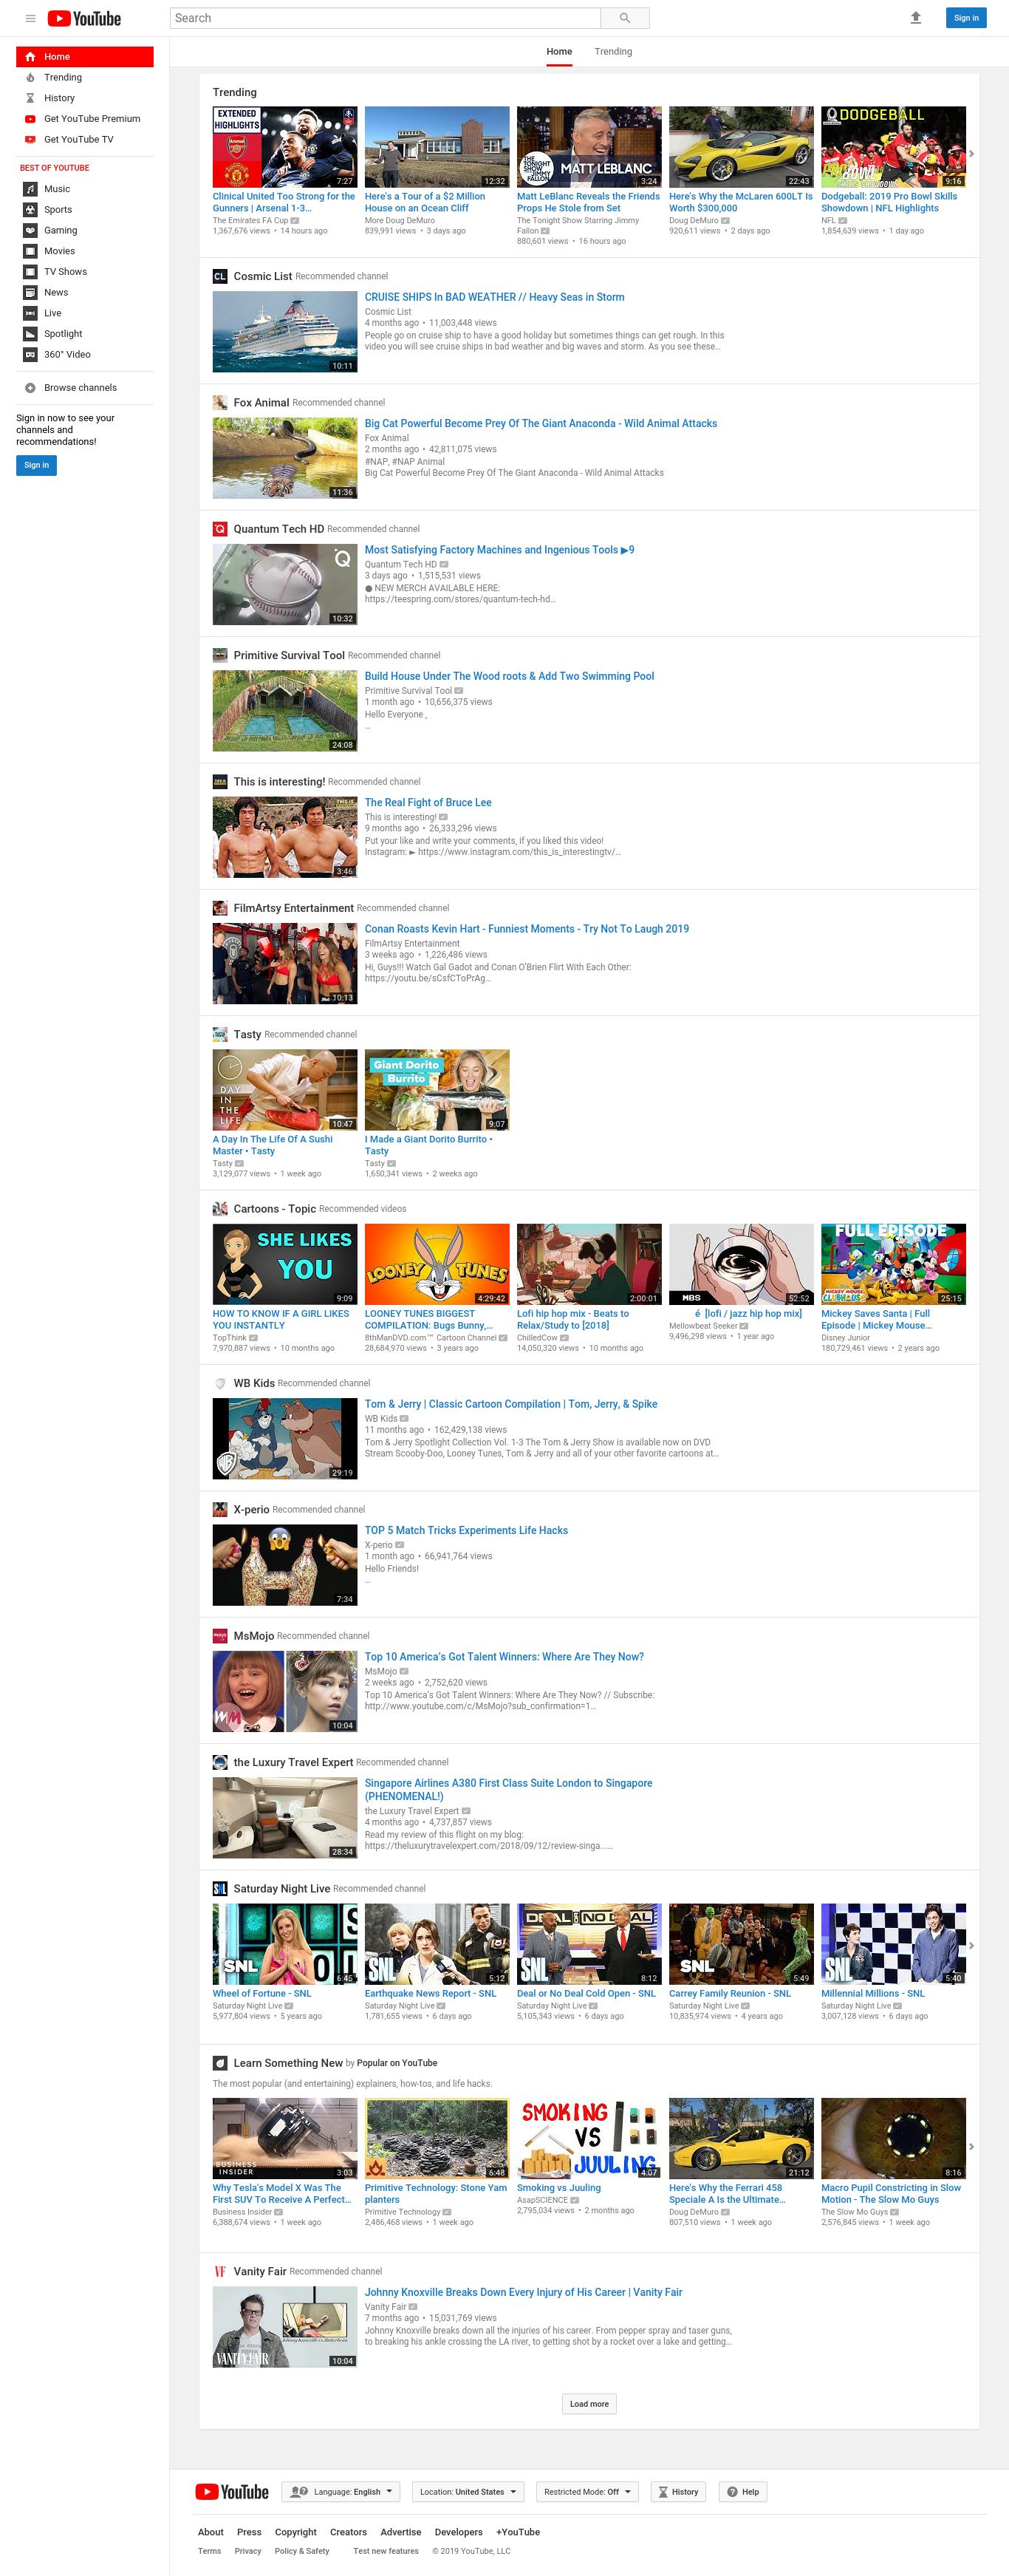 YouTube
Search
Sign in
Home
Trending
History
Get YouTube Premium
Get YouTube TV
BEST OF YOUTUBE
Music
Sports
Gaming
Movies
TV Shows
News
Live
Spotlight
360° Video
Browse channels
Sign in now to see your
channels and
recommendations!
Sign in
Home Trending
Trending
EXTENDED
HIGHLIGHTS
7:27
12:32
THE
TONIGHT
SHOW
JIMMY
FALLON
MATT LEBLANC
3:24
22:43
DODGEBALL
9:16
Clinical United Too Strong for the
Gunners | Arsenal 1-3...
The Emirates FA Cup
1,367,676 views • 14 hours ago
Here's a Tour of a $2 Million
House on an Ocean Cliff
More Doug DeMuro
839,991 views • 3 days ago
Matt LeBlanc Reveals the Friends
Props He Stole from Set
The Tonight Show Starring Jimmy
Fallon
880,601 views • 16 hours ago
Here's Why the McLaren 600LT Is
Worth $300,000
Doug DeMuro
920,611 views • 2 days ago
Dodgeball: 2019 Pro Bowl Skills
Showdown | NFL Highlights
NFL
1,854,639 views • 1 day ago
CL
Cosmic List Recommended channel
10:11
CRUISE SHIPS In BAD WEATHER // Heavy Seas in Storm
Cosmic List
4 months ago • 11,003,448 views
People go on cruise ship to have a good holiday but sometimes things can get rough. In this
video you will see cruise ships in bad weather and big waves and storm. As you see these...
Fox Animal Recommended channel
11:36
Big Cat Powerful Become Prey Of The Giant Anaconda - Wild Animal Attacks
Fox Animal
2 months ago • 42,811,075 views
#NAP, #NAP Animal
Big Cat Powerful Become Prey Of The Giant Anaconda - Wild Animal Attacks
Quantum Tech HD Recommended channel
10:32
Most Satisfying Factory Machines and Ingenious Tools ▶9
Quantum Tech HD
3 days ago • 1,515,531 views
● NEW MERCH AVAILABLE HERE:
https://teespring.com/stores/quantum-tech-hd...
Primitive Survival Tool Recommended channel
24:08
Build House Under The Wood roots & Add Two Swimming Pool
Primitive Survival Tool
1 month ago • 10,656,375 views
Hello Everyone ,
...
This is interesting! Recommended channel
3:46
The Real Fight of Bruce Lee
This is interesting!
9 months ago • 26,333,296 views
Put your like and write your comments, if you liked this video!
Instagram: ► https://www.instagram.com/this_is_interestingtv/...
FilmArtsy Entertainment Recommended channel
10:13
Conan Roasts Kevin Hart - Funniest Moments - Try Not To Laugh 2019
FilmArtsy Entertainment
3 weeks ago • 1,226,486 views
Hi, Guys!!! Watch Gal Gadot and Conan O'Brien Flirt With Each Other:
https://youtu.be/sCsfCToPrAg...
Tasty Recommended channel
DAY
IN
THE
LIFE
10:47
Giant Dorito
Burrito
9:07
A Day In The Life Of A Sushi
Master • Tasty
Tasty
3,129,077 views • 1 week ago
I Made a Giant Dorito Burrito •
Tasty
Tasty
1,650,341 views • 2 weeks ago
Cartoons - Topic Recommended videos
SHE LIKES
YOU
9:09
LOONEY TUNES
4:29:42
2:00:01
MBS
52:52
FULL EPISODE
25:15
HOW TO KNOW IF A GIRL LIKES
YOU INSTANTLY
TopThink
7,970,887 views • 10 months ago
LOONEY TUNES BIGGEST
COMPILATION: Bugs Bunny,...
8thManDVD.com™ Cartoon Channel
28,684,970 views • 3 years ago
Lofi hip hop mix - Beats to
Relax/Study to [2018]
ChilledCow
14,050,320 views • 10 months ago
é [lofi / jazz hip hop mix]
Mellowbeat Seeker
9,496,298 views • 1 year ago
Mickey Saves Santa | Full
Episode | Mickey Mouse...
Disney Junior
180,729,461 views • 2 years ago
WB Kids Recommended channel
29:19
Tom & Jerry | Classic Cartoon Compilation | Tom, Jerry, & Spike
WB Kids
11 months ago • 162,429,138 views
Tom & Jerry Spotlight Collection Vol. 1-3 The Tom & Jerry Show is available now on DVD
Stream Scooby-Doo, Looney Tunes, Tom & Jerry and all of your other favorite cartoons at...
X-perio Recommended channel
7:34
TOP 5 Match Tricks Experiments Life Hacks
X-perio
1 month ago • 66,941,764 views
Hello Friends!
...
MsMojo Recommended channel
10:04
Top 10 America's Got Talent Winners: Where Are They Now?
MsMojo
2 weeks ago • 2,752,620 views
Top 10 America's Got Talent Winners: Where Are They Now? // Subscribe:
http://www.youtube.com/c/MsMojo?sub_confirmation=1...
the Luxury Travel Expert Recommended channel
28:34
Singapore Airlines A380 First Class Suite London to Singapore
(PHENOMENAL!)
the Luxury Travel Expert
4 months ago • 4,737,857 views
Read my review of this flight on my blog:
https://theluxurytravelexpert.com/2018/09/12/review-singa......
Saturday Night Live Recommended channel
SNL
6:45
SNL
5:12
DEAL OR NO DEAL
SNL
8:12
SNL
5:49
SNL
5:40
Wheel of Fortune - SNL
Saturday Night Live
5,977,804 views • 5 years ago
Earthquake News Report - SNL
Saturday Night Live
1,781,655 views • 6 days ago
Deal or No Deal Cold Open - SNL
Saturday Night Live
5,105,343 views • 6 days ago
Carrey Family Reunion - SNL
Saturday Night Live
10,835,974 views • 4 years ago
Millennial Millions - SNL
Saturday Night Live
3,007,128 views • 6 days ago
Learn Something New by Popular on YouTube
The most popular (and entertaining) explainers, how-tos, and life hacks.
BUSINESS
INSIDER
3:03
6:48
SMOKING
VS
JUULING
4:07
21:12
8:16
Why Tesla's Model X Was The
First SUV To Receive A Perfect...
Business Insider
6,388,674 views • 1 week ago
Primitive Technology: Stone Yam
planters
Primitive Technology
2,486,468 views • 1 week ago
Smoking vs Juuling
AsapSCIENCE
2,795,034 views • 2 months ago
Here's Why the Ferrari 458
Speciale A Is the Ultimate...
Doug DeMuro
807,510 views • 1 week ago
Macro Pupil Constricting in Slow
Motion - The Slow Mo Guys
The Slow Mo Guys
2,576,845 views • 1 week ago
VF
Vanity Fair Recommended channel
VANITY FAIR
10:04
Johnny Knoxville Breaks Down Every Injury of His Career | Vanity Fair
Vanity Fair
7 months ago • 15,031,769 views
Johnny Knoxville breaks down all the injuries of his career. From pepper spray and taser guns,
to breaking his ankle crossing the LA river, to getting shot by a rocket over a lake and getting...
Load more
YouTube
Language: English
Location: United States
Restricted Mode: Off
History
Help
About Press Copyright Creators Advertise Developers +YouTube
Terms Privacy Policy & Safety Test new features © 2019 YouTube, LLC